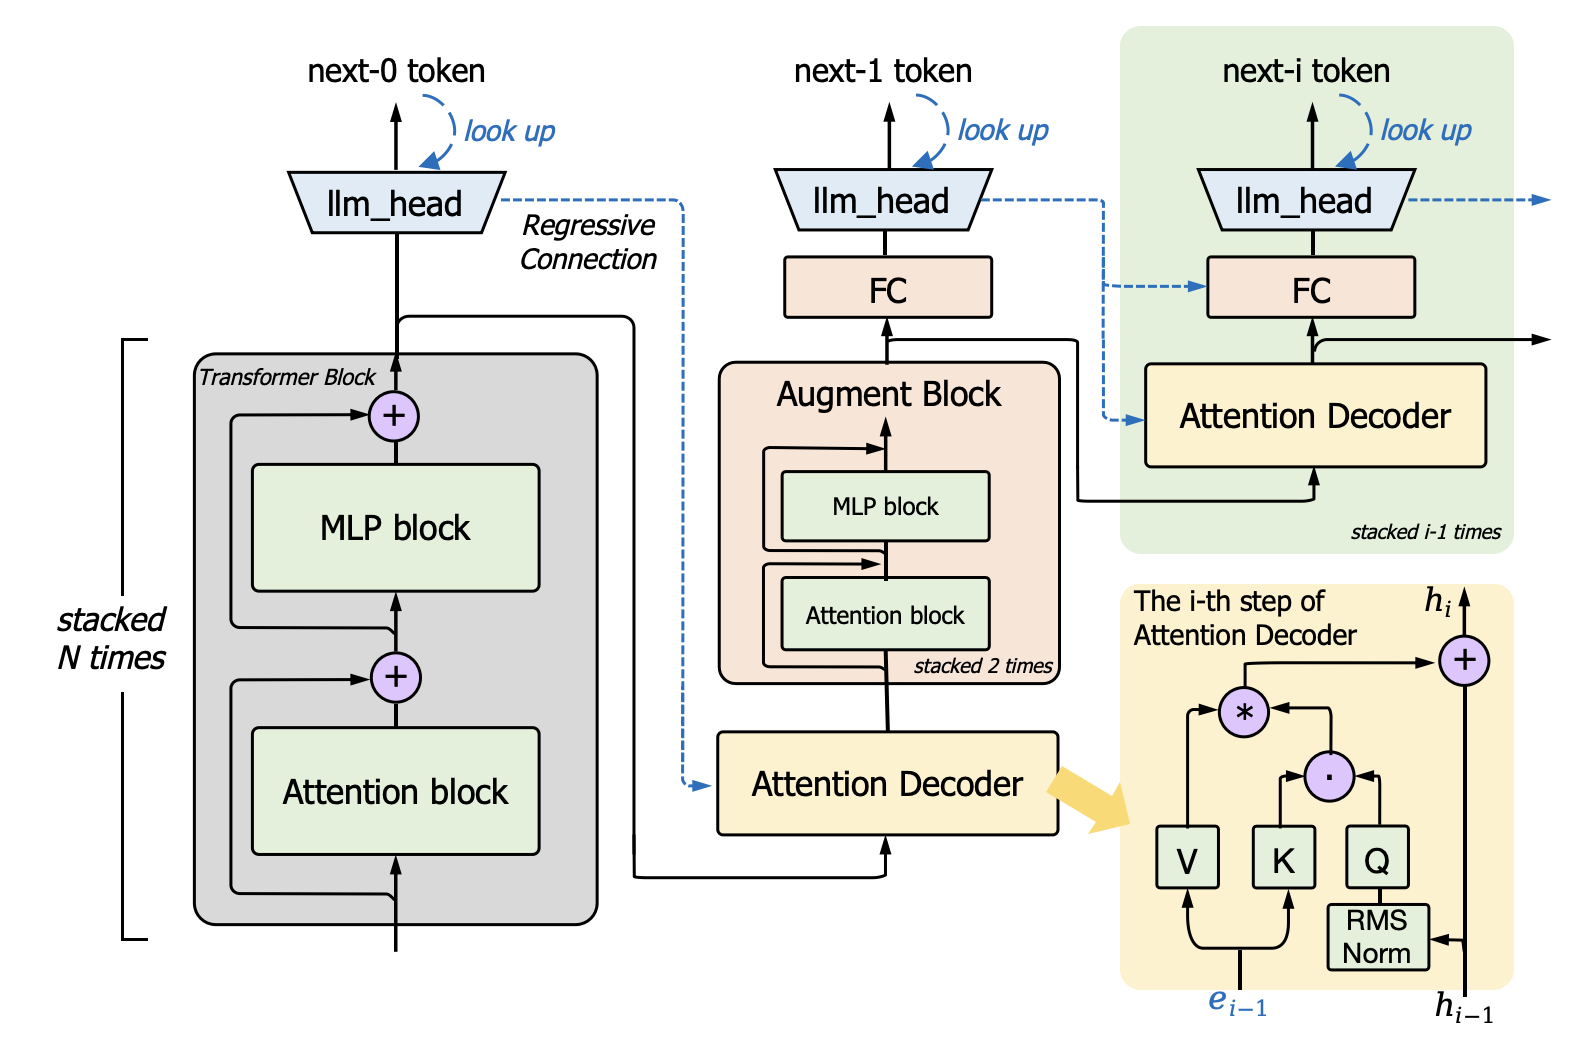 next-0 token
look up
llm_head
Regressive
Connection
Transformer Block
+
MLP block
+
Attention block
stacked
N times
next-1 token
look up
llm_head
FC
Augment Block
MLP block
Attention block
stacked 2 times
Attention Decoder
next-i token
look up
llm_head
FC
Attention Decoder
stacked i-1 times
The i-th step of
Attention Decoder
h_i
+
*
·
V
K
Q
RMS
Norm
e_{i−1}
h_{i−1}